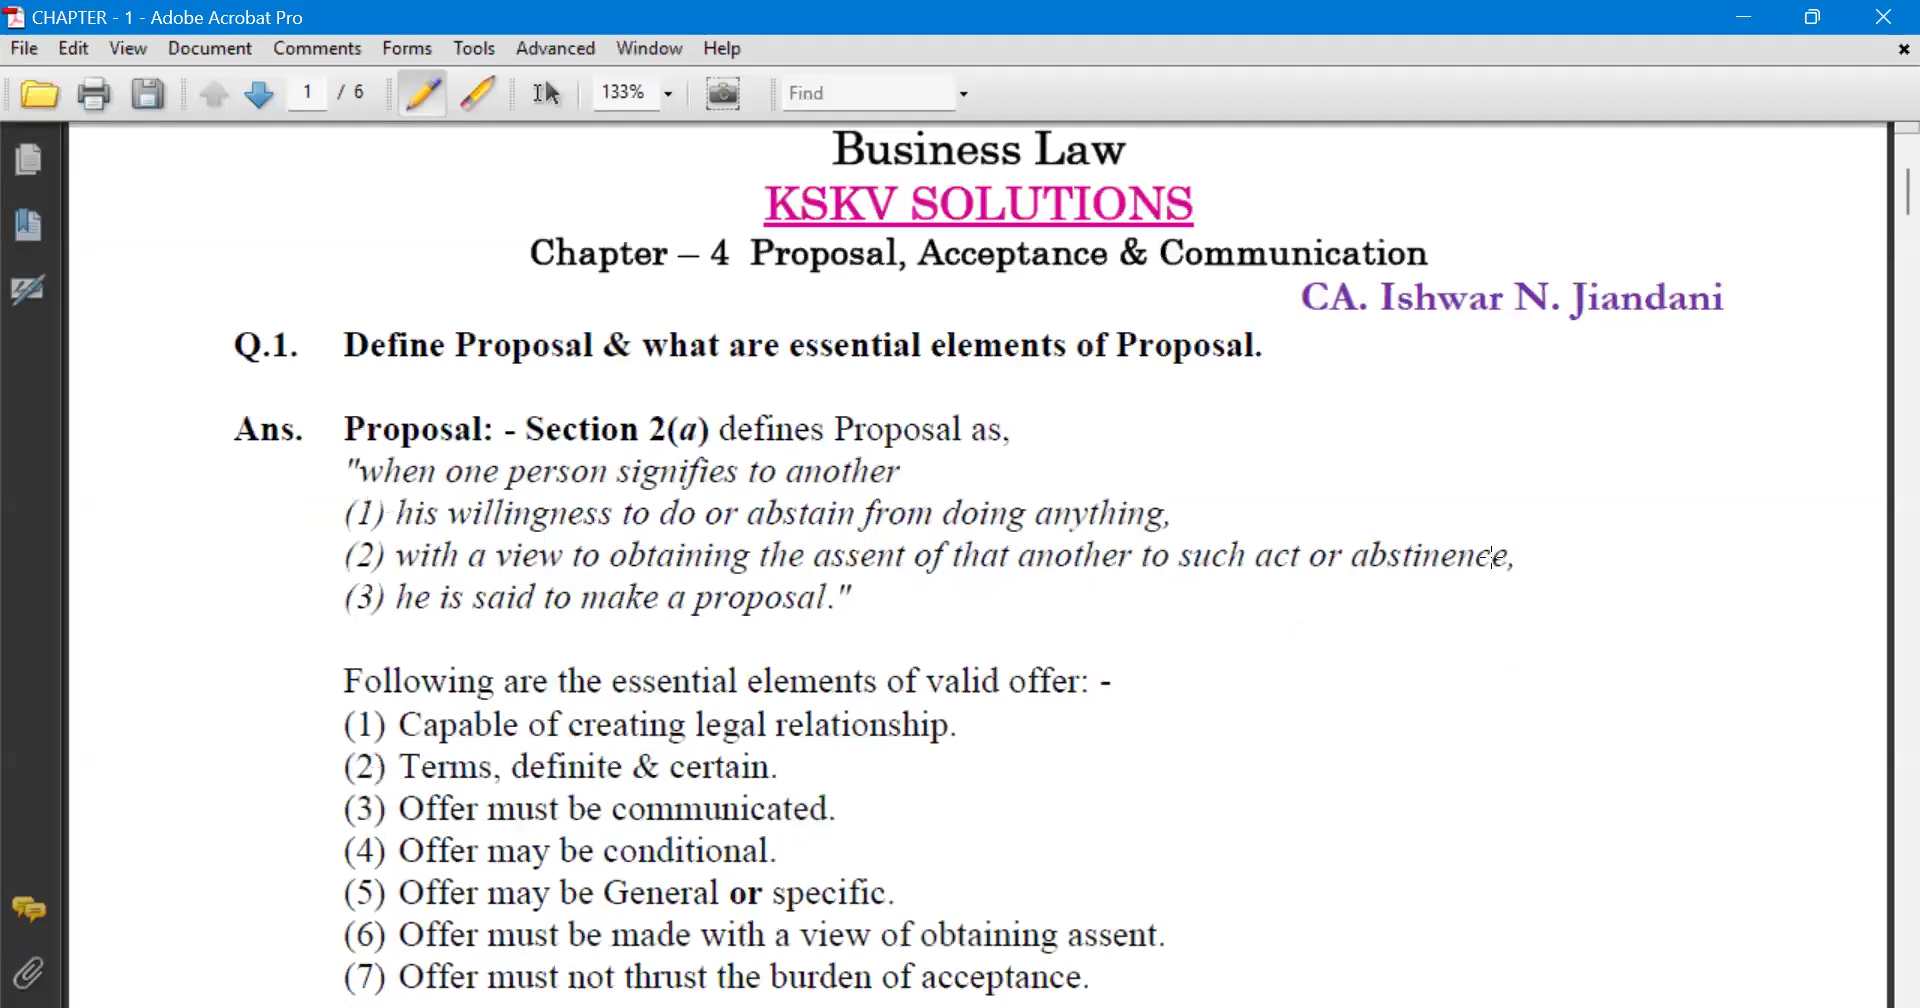 CHAPTER - 1 - Adobe Acrobat Pro
File Edit View Document Comments Forms Tools Advanced Window Help
1 / 6 133% Find
Business Law
KSKV SOLUTIONS
Chapter – 4 Proposal, Acceptance & Communication
CA. Ishwar N. Jiandani
Q.1. Define Proposal & what are essential elements of Proposal.
Ans. Proposal: - Section 2(a) defines Proposal as,
"when one person signifies to another
(1) his willingness to do or abstain from doing anything,
(2) with a view to obtaining the assent of that another to such act or abstinence,
(3) he is said to make a proposal."
Following are the essential elements of valid offer: -
(1) Capable of creating legal relationship.
(2) Terms, definite & certain.
(3) Offer must be communicated.
(4) Offer may be conditional.
(5) Offer may be General or specific.
(6) Offer must be made with a view of obtaining assent.
(7) Offer must not thrust the burden of acceptance.